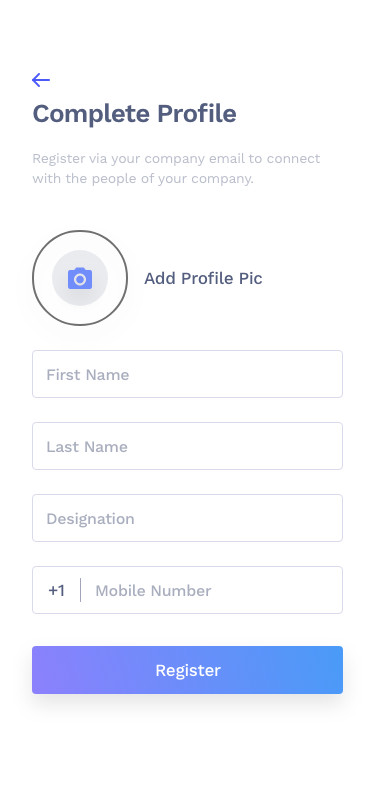 Complete Profile
Register via your company email to connect
with the people of your company.
Add Profile Pic
First Name
Last Name
Designation
+1 Mobile Number
Register